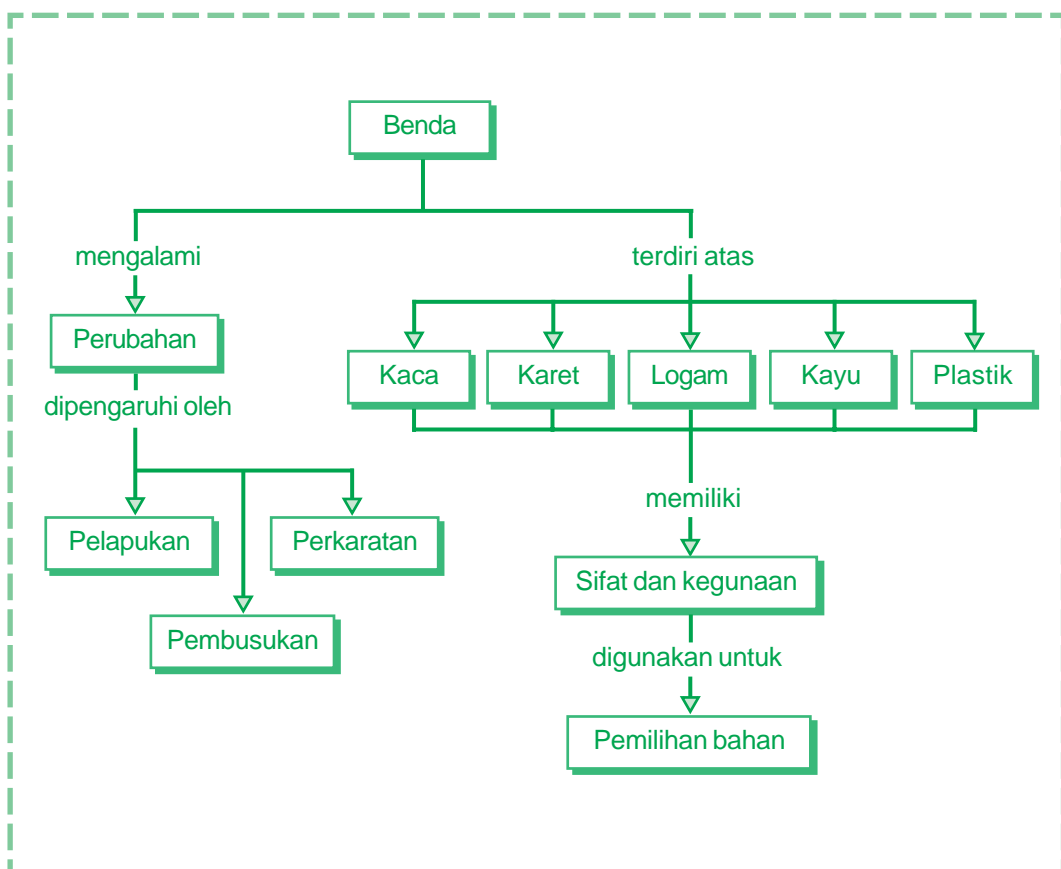 Benda
mengalami
terdiri atas
Perubahan
Kaca
Karet
Logam
Kayu
Plastik
dipengaruhi oleh
memiliki
Pelapukan
Perkaratan
Sifat dan kegunaan
Pembusukan
digunakan untuk
Pemilihan bahan